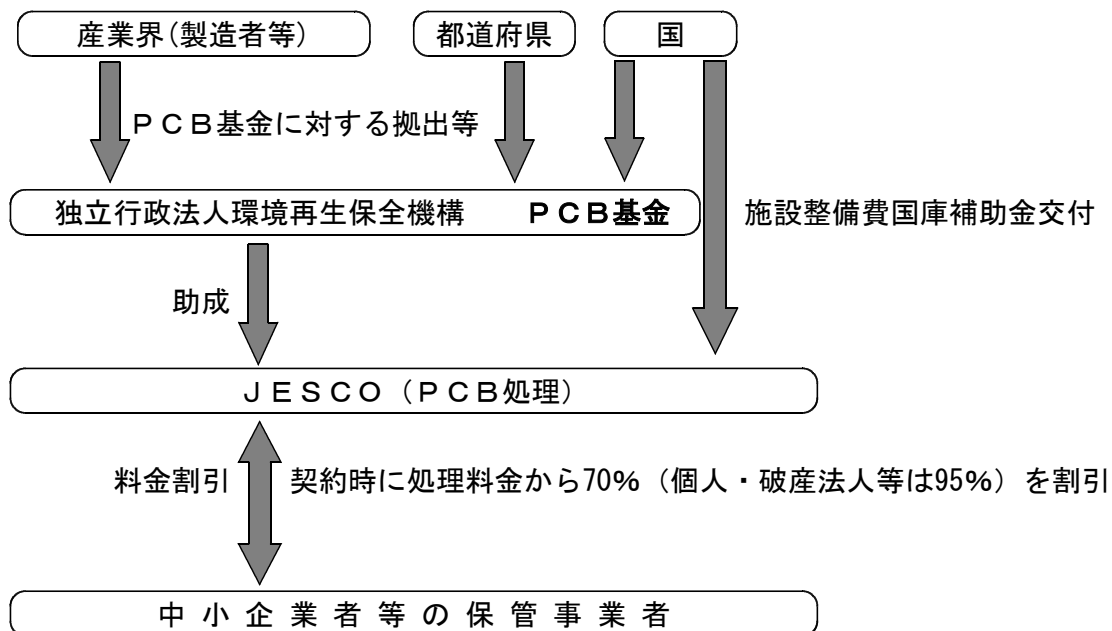 産業界(製造者等) 都道府県 国
PCB基金に対する拠出等
独立行政法人環境再生保全機構 PCB基金 施設整備費国庫補助金交付
助成
JESCO(PCB処理)
料金割引 契約時に処理料金から70%(個人・破産法人等は95%)を割引
中小企業者等の保管事業者